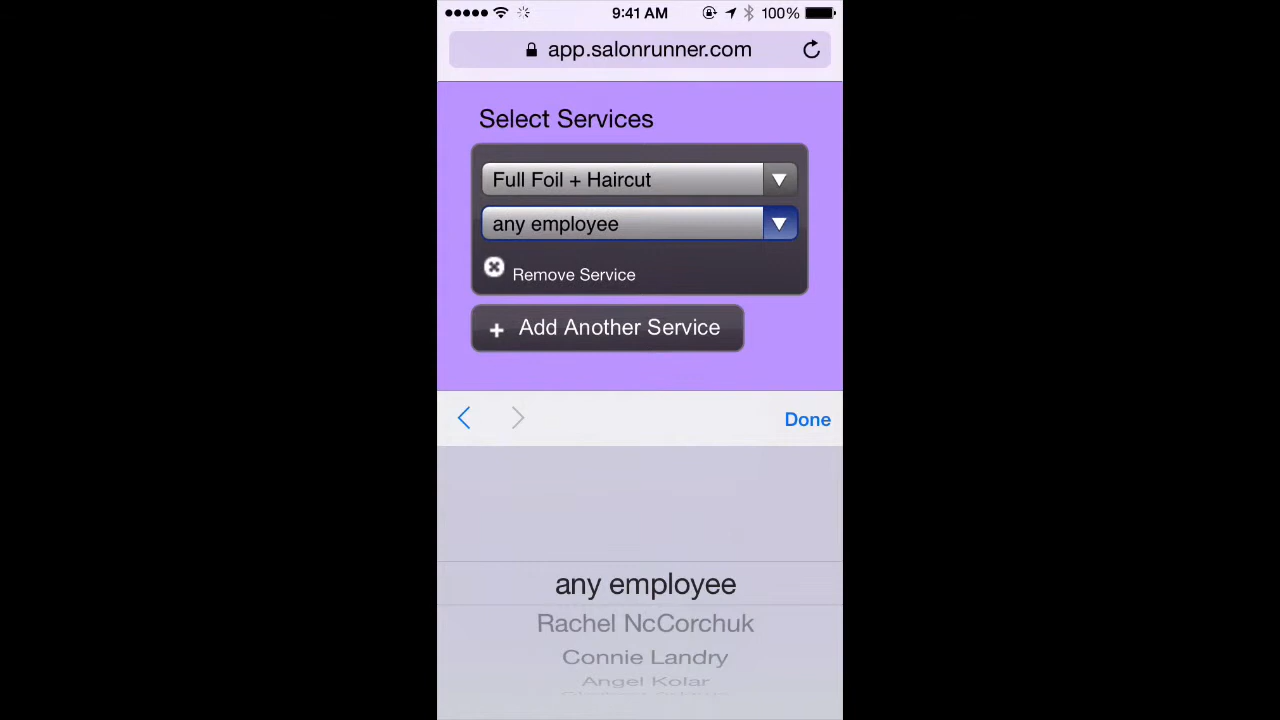 9:41 AM 100%
app.salonrunner.com
Select Services
Full Foil + Haircut
any employee
Remove Service
+ Add Another Service
Done
any employee
Rachel NcCorchuk
Connie Landry
Angel Kolar